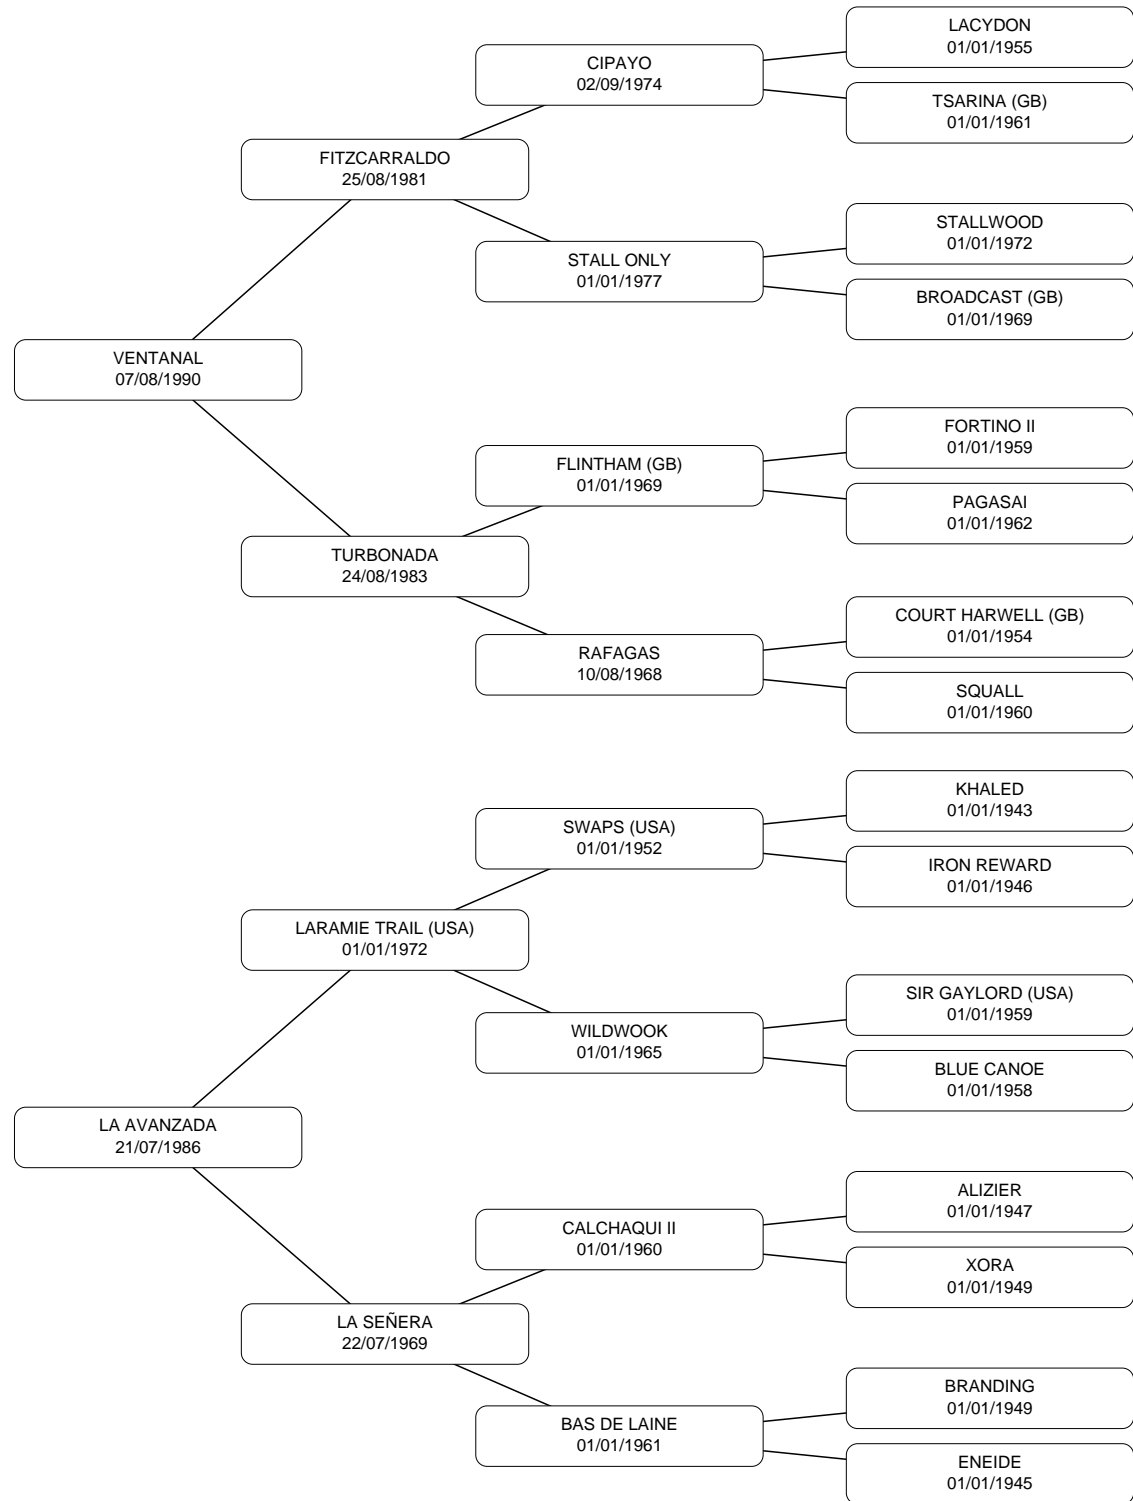 LACYDON
01/01/1955
CIPAYO
02/09/1974
TSARINA (GB)
01/01/1961
FITZCARRALDO
25/08/1981
STALLWOOD
01/01/1972
STALL ONLY
01/01/1977
BROADCAST (GB)
01/01/1969
VENTANAL
07/08/1990
FORTINO II
01/01/1959
FLINTHAM (GB)
01/01/1969
PAGASAI
01/01/1962
TURBONADA
24/08/1983
COURT HARWELL (GB)
01/01/1954
RAFAGAS
10/08/1968
SQUALL
01/01/1960
KHALED
01/01/1943
SWAPS (USA)
01/01/1952
IRON REWARD
01/01/1946
LARAMIE TRAIL (USA)
01/01/1972
SIR GAYLORD (USA)
01/01/1959
WILDWOOK
01/01/1965
BLUE CANOE
01/01/1958
LA AVANZADA
21/07/1986
ALIZIER
01/01/1947
CALCHAQUI II
01/01/1960
XORA
01/01/1949
LA SEÑERA
22/07/1969
BRANDING
01/01/1949
BAS DE LAINE
01/01/1961
ENEIDE
01/01/1945